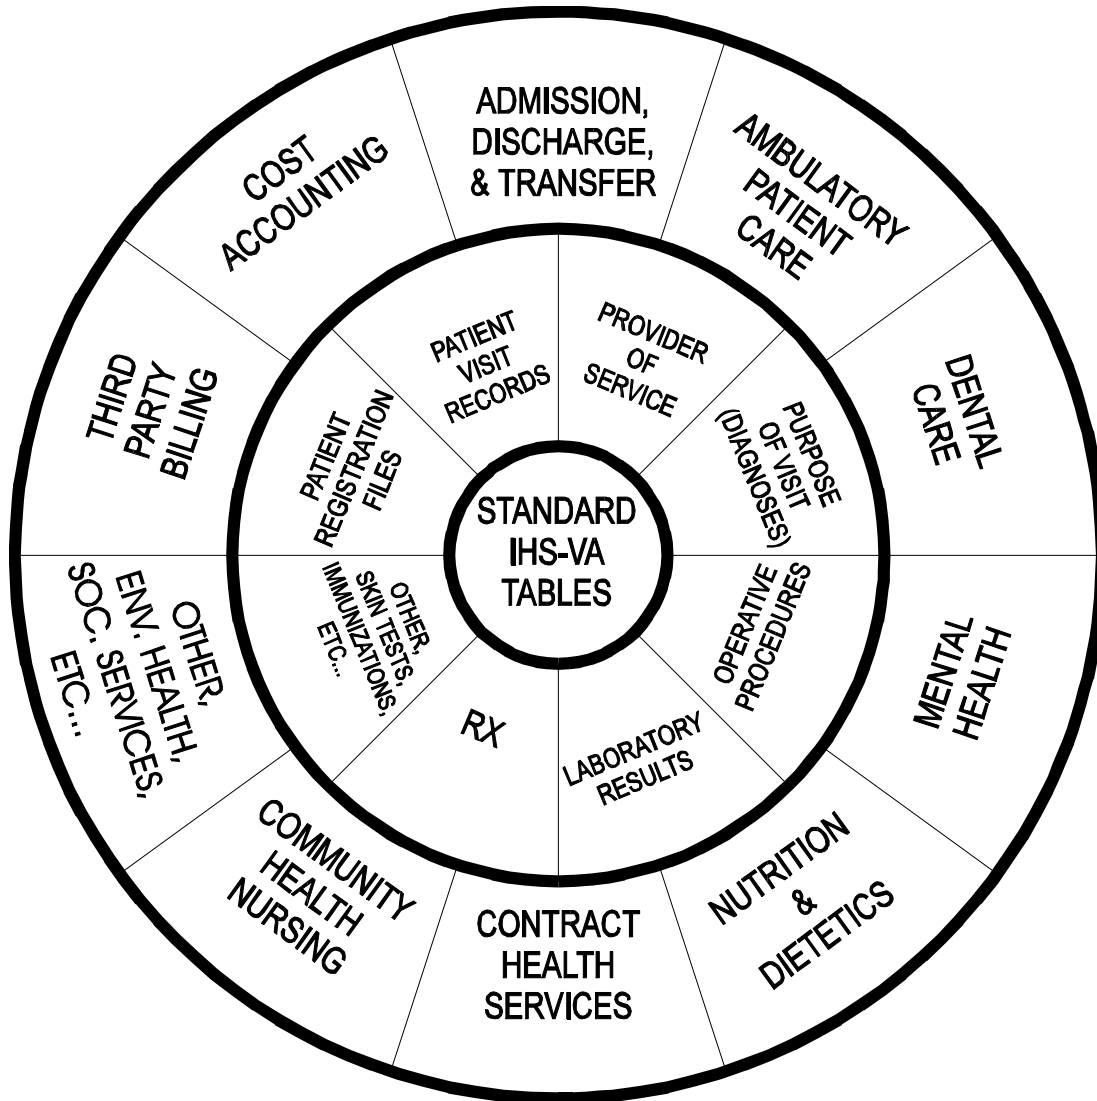 ADMISSION,
DISCHARGE,
& TRANSFER
AMBULATORY
PATIENT
CARE
DENTAL
CARE
MENTAL
HEALTH
NUTRITION
&
DIETETICS
CONTRACT
HEALTH
SERVICES
COMMUNITY
HEALTH
NURSING
OTHER,
ENV. HEALTH,
SOC. SERVICES,
ETC...
THIRD
PARTY
BILLING
COST
ACCOUNTING
PROVIDER
OF
SERVICE
PURPOSE
OF VISIT
(DIAGNOSES)
OPERATIVE
PROCEDURES
LABORATORY
RESULTS
RX
OTHER,
SKIN TESTS,
IMMUNIZATIONS,
ETC...
PATIENT
REGISTRATION
FILES
PATIENT
VISIT
RECORDS
STANDARD
IHS-VA
TABLES